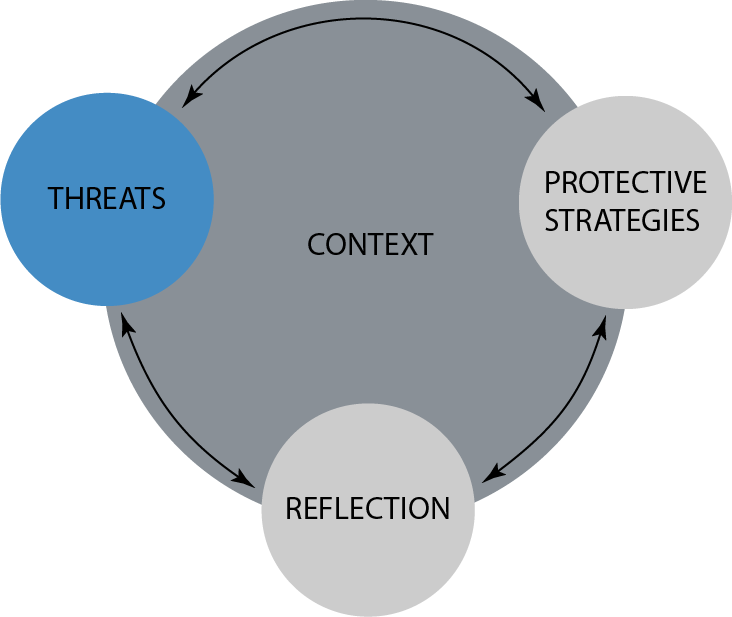 THREATS
PROTECTIVE
STRATEGIES
CONTEXT
REFLECTION